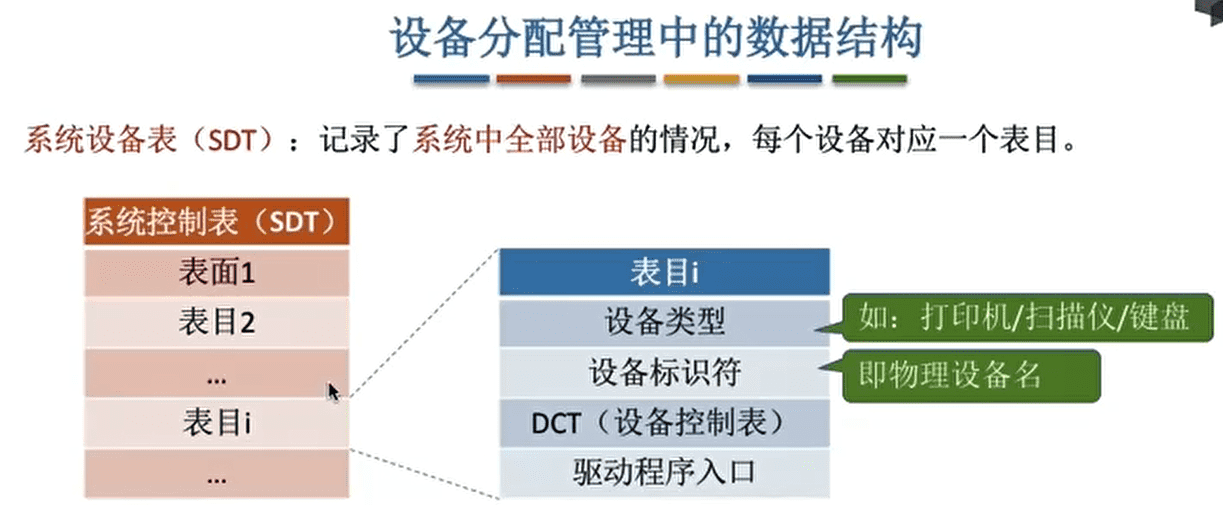 设备分配管理中的数据结构
系统设备表（SDT）：记录了系统中全部设备的情况，每个设备对应一个表目。
系统控制表（SDT）
表面1
表目2
...
表目i
...
表目i
设备类型
设备标识符
DCT（设备控制表）
驱动程序入口
如：打印机/扫描仪/键盘
即物理设备名